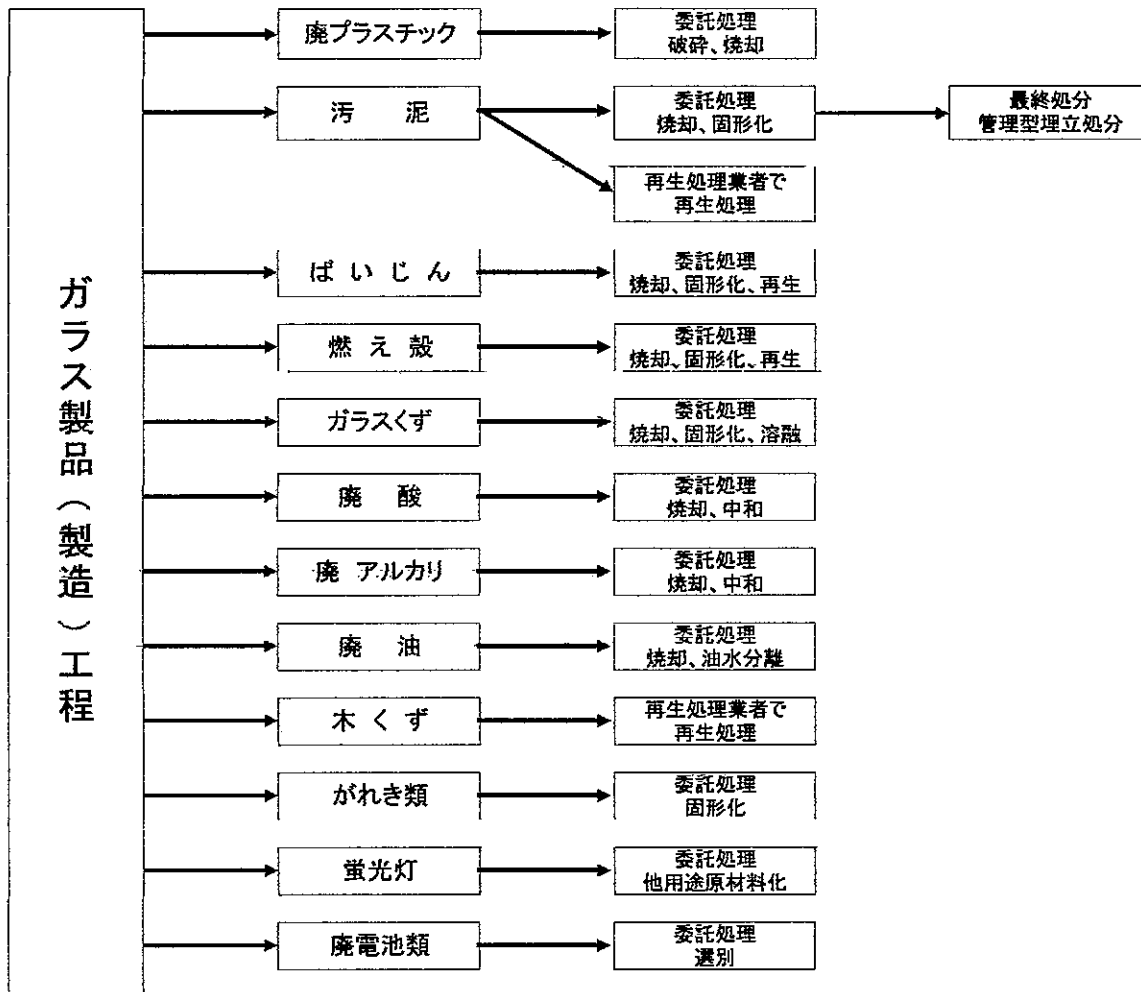 ガラス製品（製造）工程
廃プラスチック
委託処理
破砕、焼却
汚泥
委託処理
焼却、固形化
最終処分
管理型埋立処分
再生処理業者で
再生処理
ばいじん
委託処理
焼却、固形化、再生
燃え殻
委託処理
焼却、固形化、再生
ガラスくず
委託処理
焼却、固形化、溶融
廃酸
委託処理
焼却、中和
廃アルカリ
委託処理
焼却、中和
廃油
委託処理
焼却、油水分離
木くず
再生処理業者で
再生処理
がれき類
委託処理
固形化
蛍光灯
委託処理
他用途原材料化
廃電池類
委託処理
選別